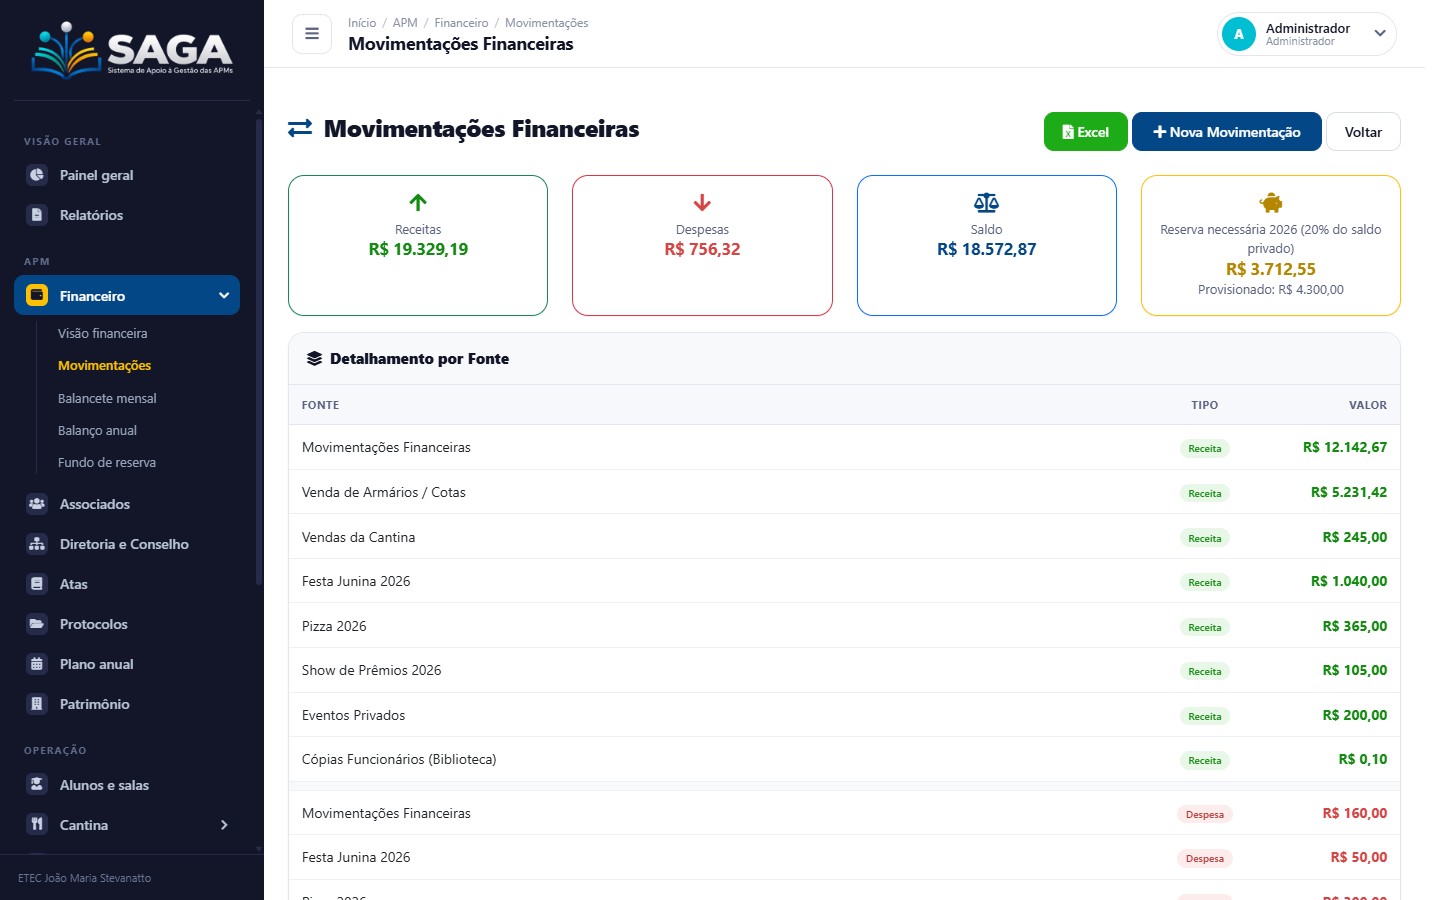 SAGA
Sistema de Apoio à Gestão das APMs
VISÃO GERAL
Painel geral
Relatórios
APM
Financeiro
Visão financeira
Movimentações
Balancete mensal
Balanço anual
Fundo de reserva
Associados
Diretoria e Conselho
Atas
Protocolos
Plano anual
Patrimônio
OPERAÇÃO
Alunos e salas
Cantina
ETEC João Maria Stevanatto
Início / APM / Financeiro / Movimentações
Movimentações Financeiras
A
Administrador
Administrador
Movimentações Financeiras
Excel
Nova Movimentação
Voltar
Receitas
R$ 19.329,19
Despesas
R$ 756,32
Saldo
R$ 18.572,87
Reserva necessária 2026 (20% do saldo
privado)
R$ 3.712,55
Provisionado: R$ 4.300,00
Detalhamento por Fonte
FONTE TIPO VALOR
Movimentações Financeiras Receita R$ 12.142,67
Venda de Armários / Cotas Receita R$ 5.231,42
Vendas da Cantina Receita R$ 245,00
Festa Junina 2026 Receita R$ 1.040,00
Pizza 2026 Receita R$ 365,00
Show de Prêmios 2026 Receita R$ 105,00
Eventos Privados Receita R$ 200,00
Cópias Funcionários (Biblioteca) Receita R$ 0,10
Movimentações Financeiras Despesa R$ 160,00
Festa Junina 2026 Despesa R$ 50,00